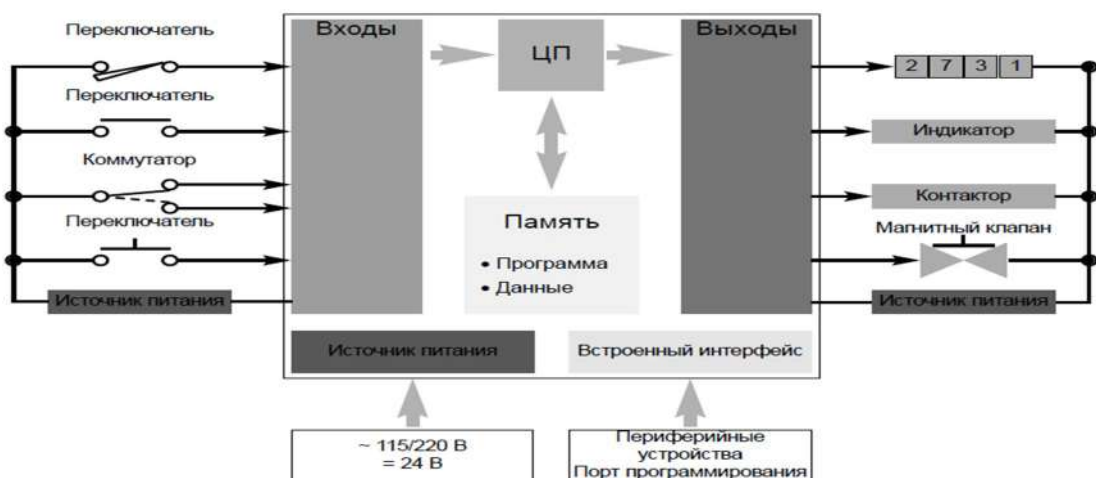 Переключатель
Переключатель
Коммутатор
Переключатель
Источник питания
Входы
ЦП
Выходы
Память
• Программа
• Данные
Источник питания
Встроенный интерфейс
~ 115/220 В
= 24 В
Периферийные
устройства
Порт программирования
2 7 3 1
Индикатор
Контактор
Магнитный клапан
Источник питания